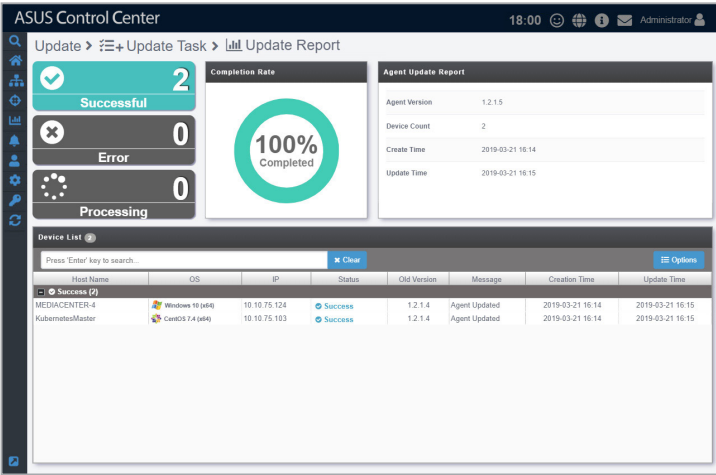 ASUS Control Center
18:00
Administrator
Update > Update Task > Update Report
2
Successful
0
Error
0
Processing
Completion Rate
100%
Completed
Agent Update Report
Agent Version 1.2.1.5
Device Count 2
Create Time 2019-03-21 16:14
Update Time 2019-03-21 16:15
Device List 2
Press 'Enter' key to search... Clear Options
Host Name OS IP Status Old Version Message Creation Time Update Time
Success (2)
MEDIACENTER-4 Windows 10 (x64) 10.10.75.124 Success 1.2.1.4 Agent Updated 2019-03-21 16:14 2019-03-21 16:15
KubernetesMaster CentOS 7.4 (x64) 10.10.75.103 Success 1.2.1.4 Agent Updated 2019-03-21 16:14 2019-03-21 16:15